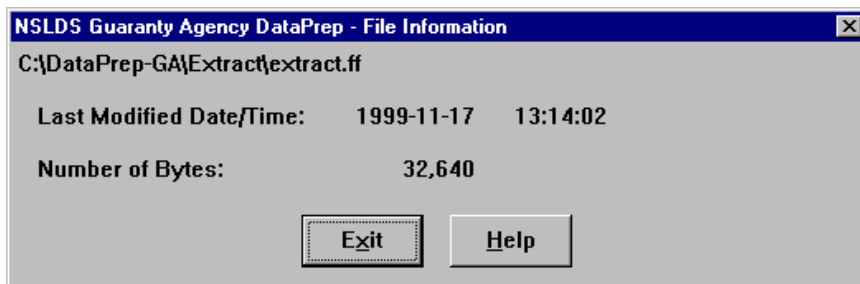 NSLDS Guaranty Agency DataPrep - File Information
C:\DataPrep-GA\Extract\extract.ff
Last Modified Date/Time: 1999-11-17 13:14:02
Number of Bytes: 32,640
Exit Help